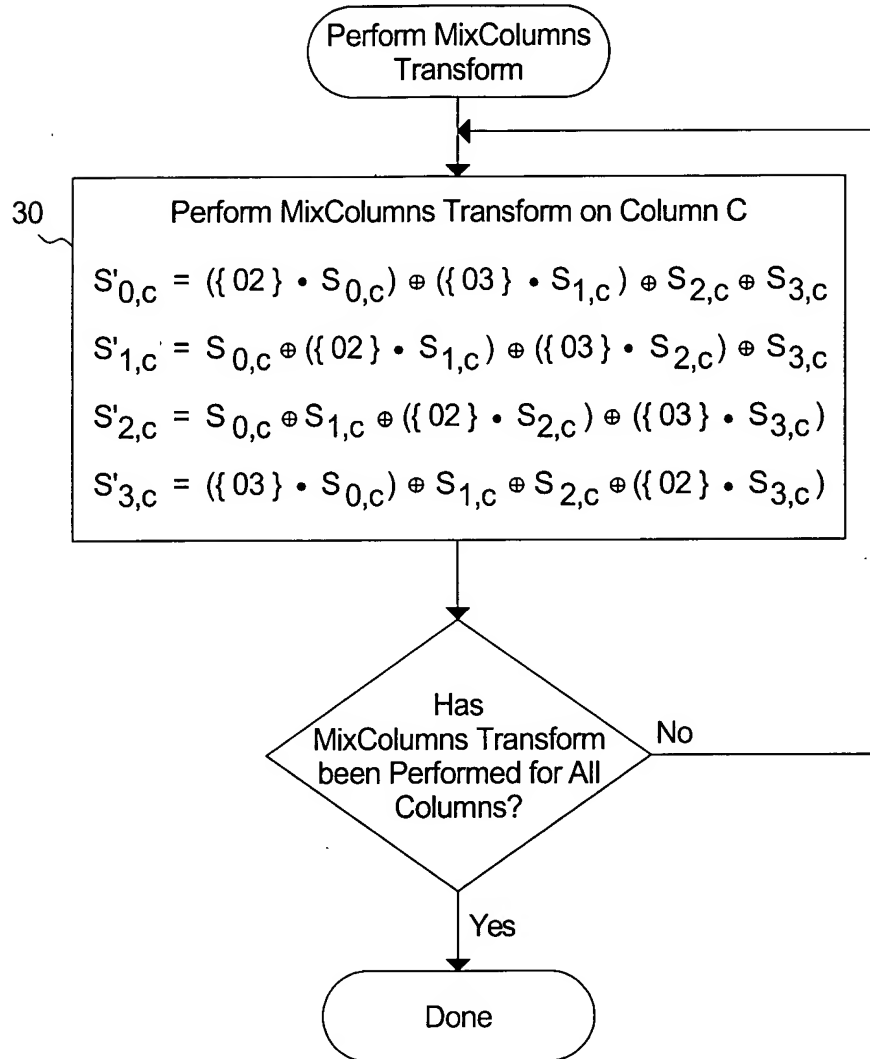 Perform MixColumns
Transform
30
Perform MixColumns Transform on Column C
S'0,c = ({02} • S0,c) ⊕ ({03} • S1,c) ⊕ S2,c ⊕ S3,c
S'1,c = S0,c ⊕ ({02} • S1,c) ⊕ ({03} • S2,c) ⊕ S3,c
S'2,c = S0,c ⊕ S1,c ⊕ ({02} • S2,c) ⊕ ({03} • S3,c)
S'3,c = ({03} • S0,c) ⊕ S1,c ⊕ S2,c ⊕ ({02} • S3,c)
Has
MixColumns Transform
been Performed for All
Columns?
No
Yes
Done